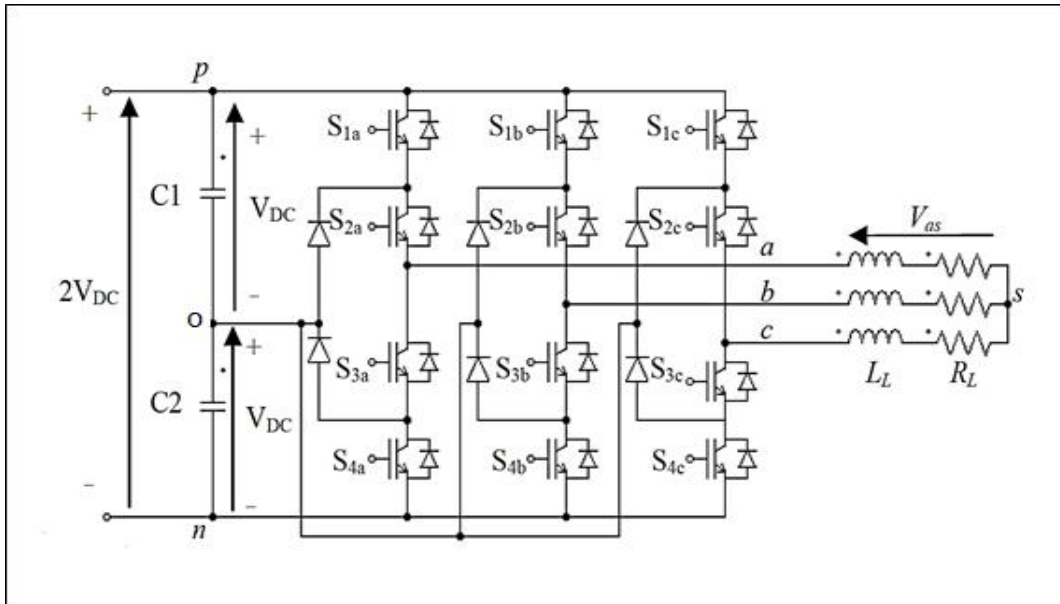 p
+
+
S1a
S1b
S1c
C1
VDC
S2a
S2b
S2c
Vas
a
2VDC
-
b
s
o
+
c
S3a
S3b
S3c
LL
RL
C2
VDC
S4a
S4b
S4c
-
-
n